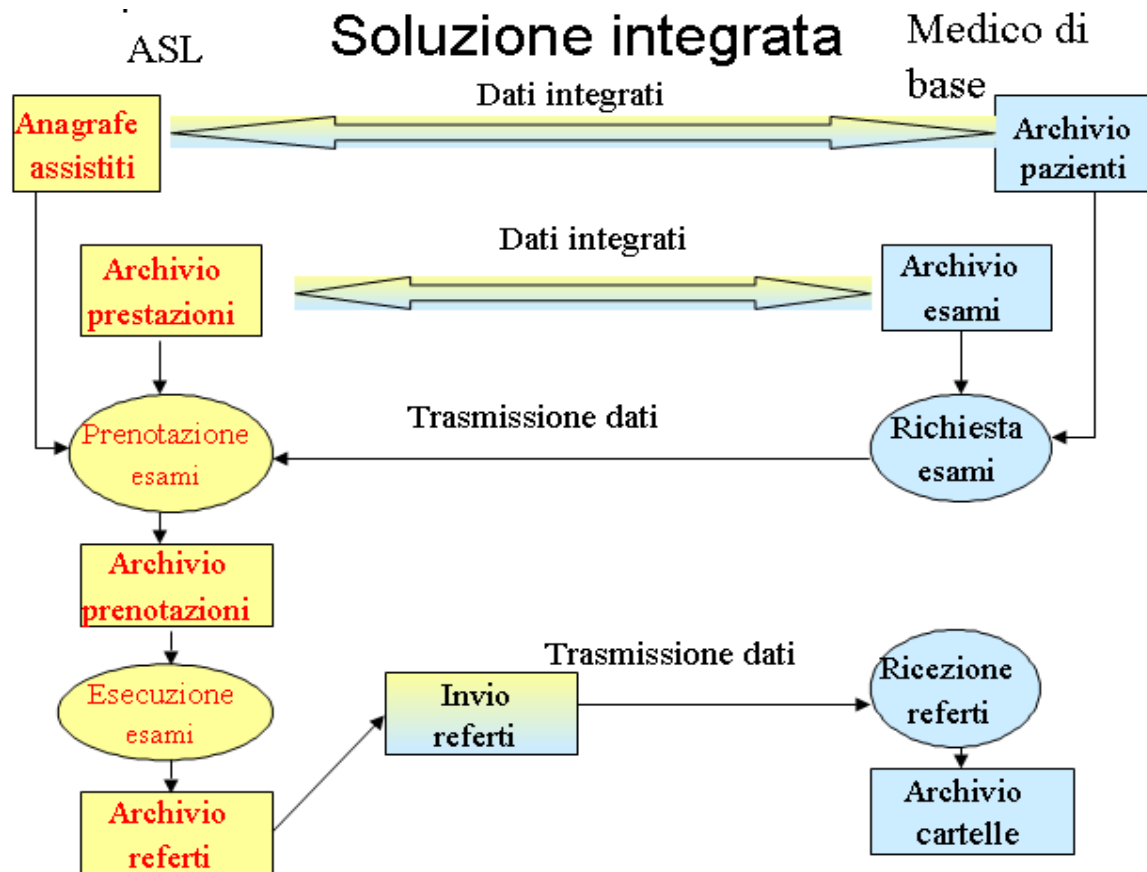 ASL
Soluzione integrata
Medico di
base
Dati integrati
Anagrafe
assistiti
Archivio
pazienti
Dati integrati
Archivio
prestazioni
Archivio
esami
Trasmissione dati
Prenotazione
esami
Richiesta
esami
Archivio
prenotazioni
Trasmissione dati
Esecuzione
esami
Invio
referti
Ricezione
referti
Archivio
referti
Archivio
cartelle